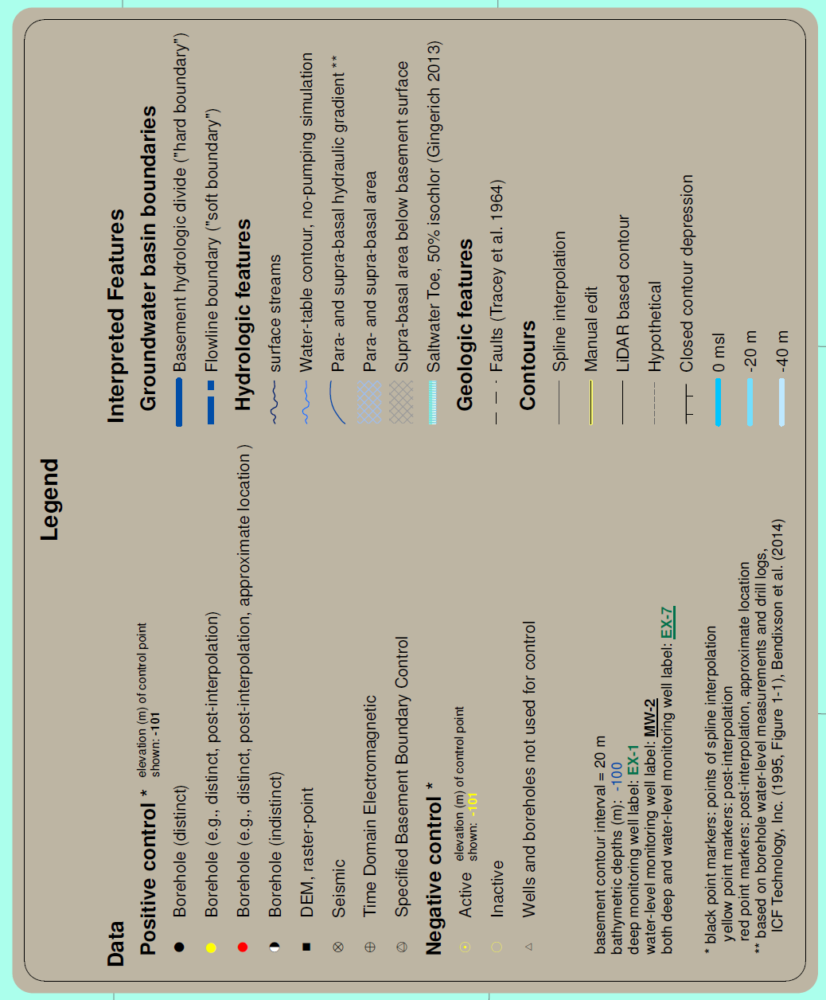 Legend
Data
Positive control * elevation (m) of control point
shown: -101
Borehole (distinct)
Borehole (e.g., distinct, post-interpolation)
Borehole (e.g., distinct, post-interpolation, approximate location )
Borehole (indistinct)
DEM, raster-point
Seismic
Time Domain Electromagnetic
Specified Basement Boundary Control
Negative control *
Active elevation (m) of control point
shown: -101
Inactive
Wells and boreholes not used for control
basement contour interval = 20 m
bathymetric depths (m): -100
deep monitoring well label: EX-1
water-level monitoring well label: MW-2
both deep and water-level monitoring well label: EX-7
* black point markers: points of spline interpolation
yellow point markers: post-interpolation
red point markers: post-interpolation, approximate location
** based on borehole water-level measurements and drill logs,
ICF Technology, Inc. (1995, Figure 1-1), Bendixson et al. (2014)
Interpreted Features
Groundwater basin boundaries
Basement hydrologic divide ("hard boundary")
Flowline boundary ("soft boundary")
Hydrologic features
surface streams
Water-table contour, no-pumping simulation
Para- and supra-basal hydraulic gradient **
Para- and supra-basal area
Supra-basal area below basement surface
Saltwater Toe, 50% isochlor (Gingerich 2013)
Geologic features
Faults (Tracey et al. 1964)
Contours
Spline interpolation
Manual edit
LiDAR based contour
Hypothetical
Closed contour depression
0 msl
-20 m
-40 m